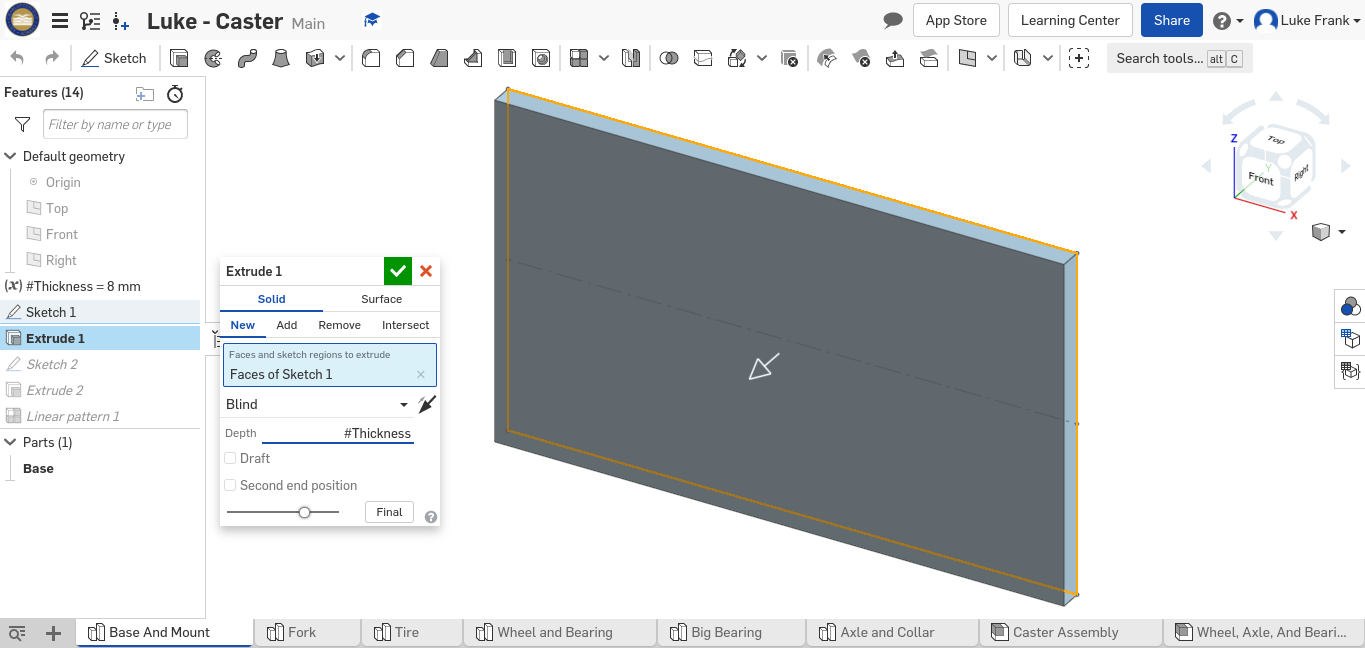 Luke - Caster Main
App Store
Learning Center
Share
Luke Frank
Sketch
Search tools... alt C
Features (14)
Filter by name or type
Default geometry
Origin
Top
Front
Right
(x) #Thickness = 8 mm
Sketch 1
Extrude 1
Sketch 2
Extrude 2
Linear pattern 1
Parts (1)
Base
Extrude 1
Solid Surface
New Add Remove Intersect
Faces and sketch regions to extrude
Faces of Sketch 1
Blind
Depth #Thickness
Draft
Second end position
Final
Z
Top
Y
Front
Right
X
Base And Mount
Fork
Tire
Wheel and Bearing
Big Bearing
Axle and Collar
Caster Assembly
Wheel, Axle, And Beari...